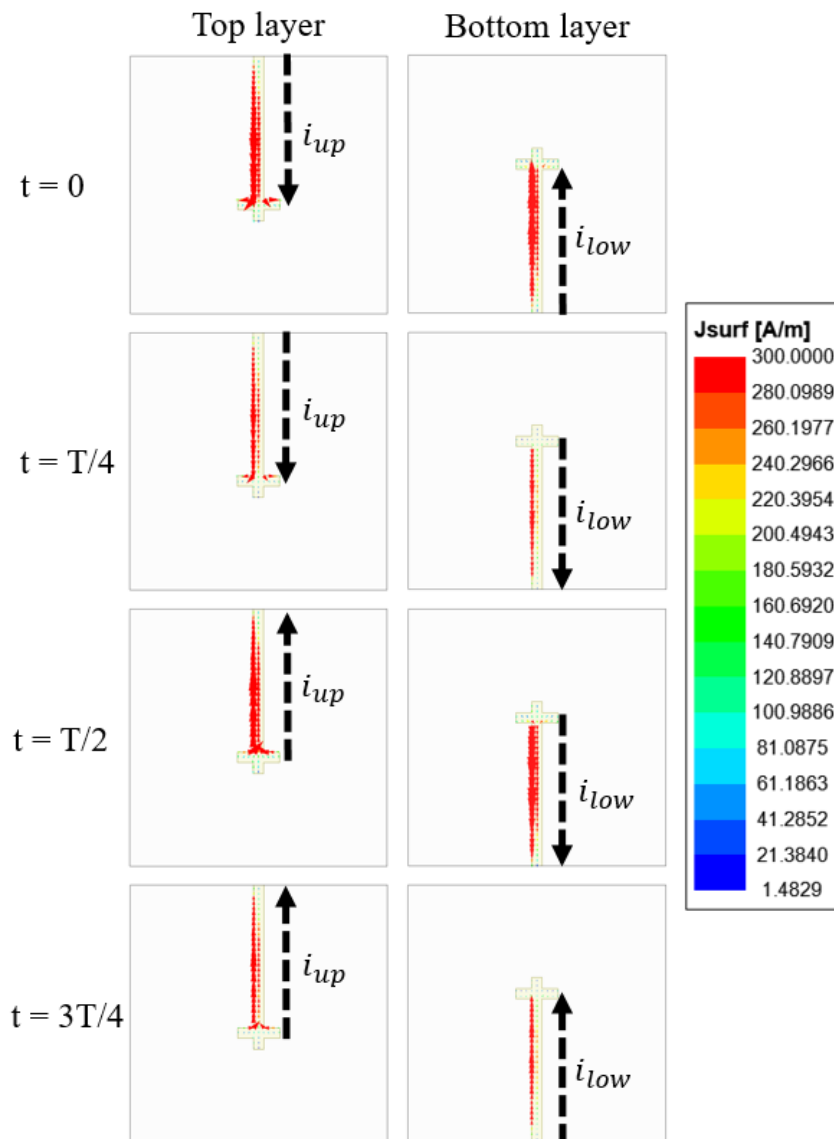 Top layer
Bottom layer
t = 0
i_up
i_low
t = T/4
i_up
i_low
t = T/2
i_up
i_low
t = 3T/4
i_up
i_low
Jsurf [A/m]
300.0000
280.0989
260.1977
240.2966
220.3954
200.4943
180.5932
160.6920
140.7909
120.8897
100.9886
81.0875
61.1863
41.2852
21.3840
1.4829